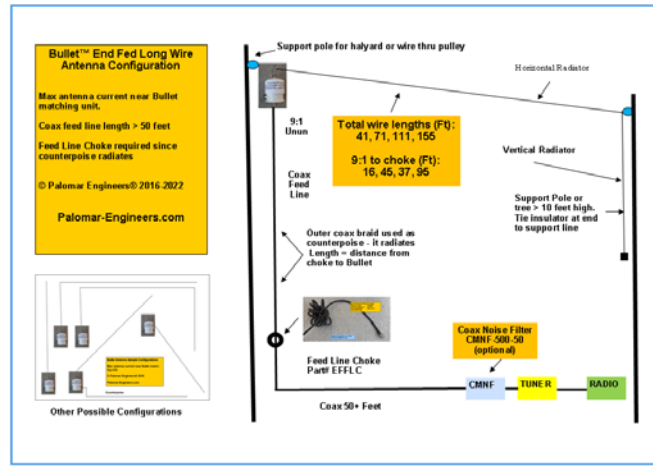 Bullet™ End Fed Long Wire
Antenna Configuration
Max antenna current near Bullet
matching unit,
Coax feed line length > 50 feet
Feed Line Choke required since
counterpoise radiates
© Palomar Engineers® 2016-2022
Palomar-Engineers.com
Support pole for halyard or wire thru pulley
Horizontal Radiator
9:1
Unun
Total wire lengths (Ft):
41, 71, 111, 155
9:1 to choke (Ft):
16, 45, 37, 95
Coax
Feed
Line
Vertical Radiator
Support Pole or
tree > 10 feet high.
Tie insulator at end
to support line
Outer coax braid used as
counterpoise - it radiates
Length = distance from
choke to Bullet
Feed Line Choke
Part# EFFLC
Coax Noise Filter
CMNF-500-50
(optional)
CMNF
TUNER
RADIO
Coax 50+ Feet
Other Possible Configurations